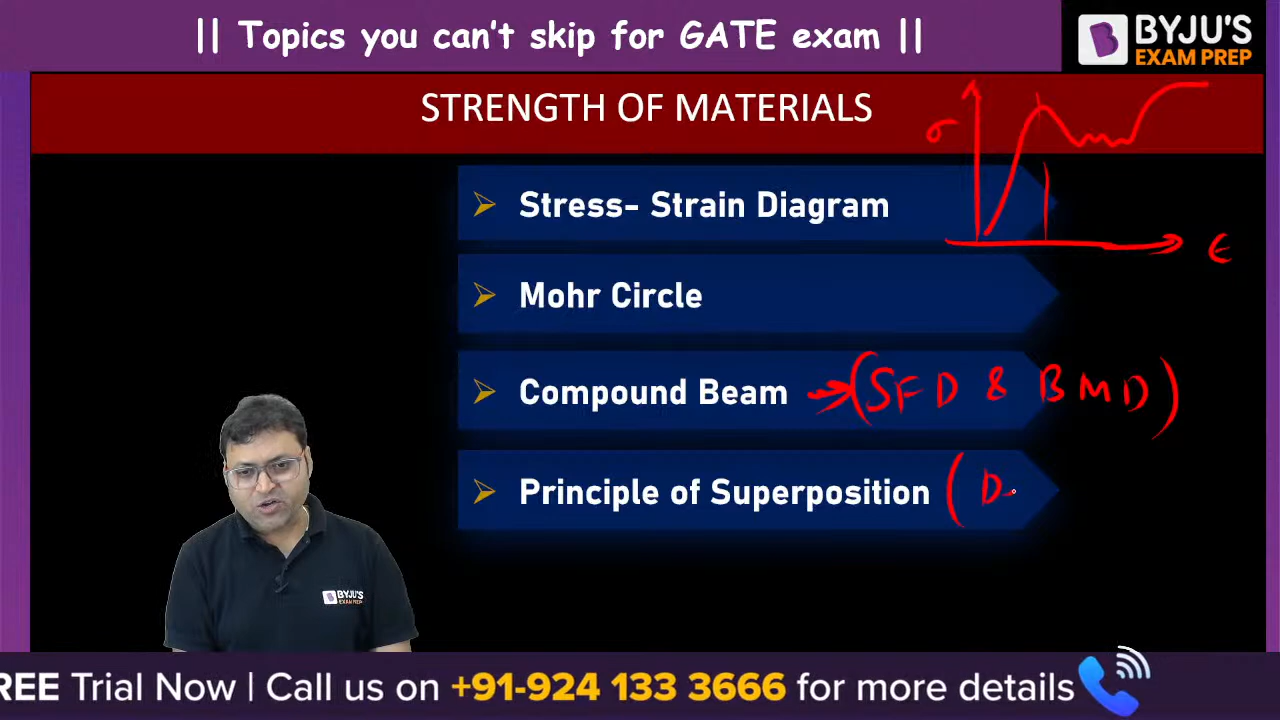 || Topics you can't skip for GATE exam ||
BYJU'S
EXAM PREP
STRENGTH OF MATERIALS
σ
Stress- Strain Diagram
ε
Mohr Circle
Compound Beam → (SFD & BMD)
Principle of Superposition ( D
BYJU'S
EXAM PREP
REE Trial Now | Call us on +91-924 133 3666 for more details